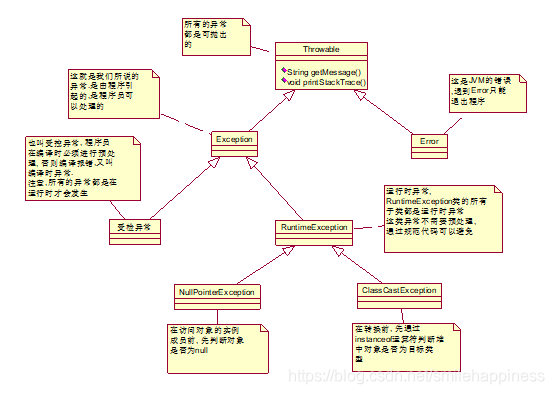 所有的异常
都是可抛出
的
Throwable
String getMessage()
void printStackTrace()
这就是我们所说的
异常.是由程序引
起的,是程序员可
以处理的
这是JVM的错误
,遇到Error只能
退出程序
Exception
Error
也叫受检异常,程序员
在编译时必须进行预处
理,否则编译报错,又叫
编译时异常.
注意,所有的异常都是在
运行时才会发生
运行时异常,
RuntimeException类的所有
子类都是运行时异常
这类异常不需要预处理,
通过规范代码可以避免
受检异常
RuntimeException
NullPointerException
ClassCastException
在访问对象的实例
成员前,先判断对象
是否为null
在转换前,先通过
instanceof运算符判断堆
中对象是否为目标类
型
https://blog.csdn.net/smilehappiness